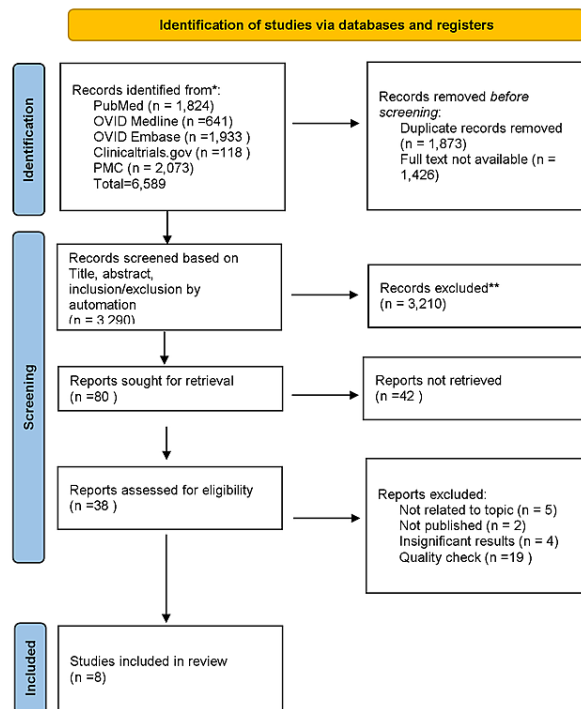 Identification of studies via databases and registers
Identification
Records identified from*:
PubMed (n = 1,824)
OVID Medline (n =641)
OVID Embase (n =1,933 )
Clinicaltrials.gov (n =118 )
PMC (n = 2,073)
Total=6,589
Records removed before
screening:
Duplicate records removed
(n = 1,873)
Full text not available (n =
1,426)
Screening
Records screened based on
Title, abstract,
inclusion/exclusion by
automation
(n = 3,290)
Records excluded**
(n = 3,210)
Reports sought for retrieval
(n =80 )
Reports not retrieved
(n =42 )
Reports assessed for eligibility
(n =38 )
Reports excluded:
Not related to topic (n = 5)
Not published (n = 2)
Insignificant results (n = 4)
Quality check (n =19 )
Included
Studies included in review
(n =8)